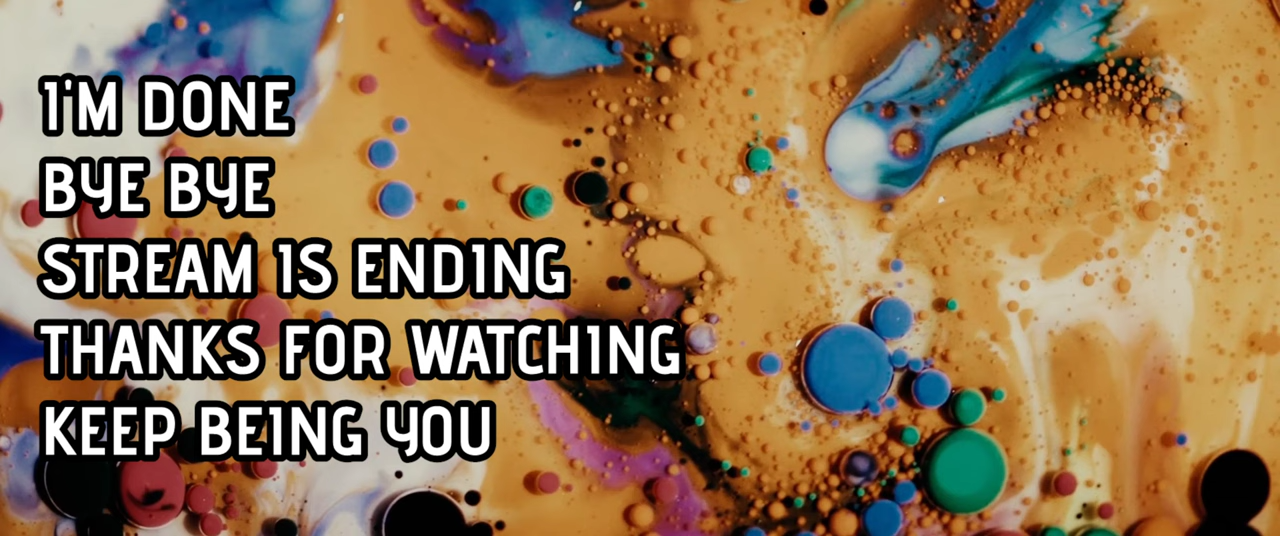 I'M DONE
BYE BYE
STREAM IS ENDING
THANKS FOR WATCHING
KEEP BEING YOU